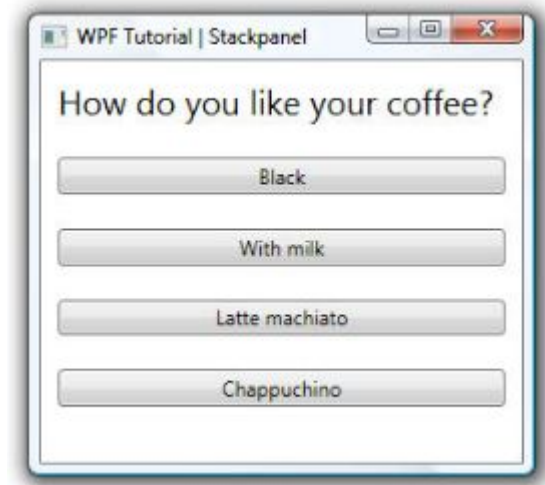 WPF Tutorial | Stackpanel
How do you like your coffee?
Black
With milk
Latte machiato
Chappuchino